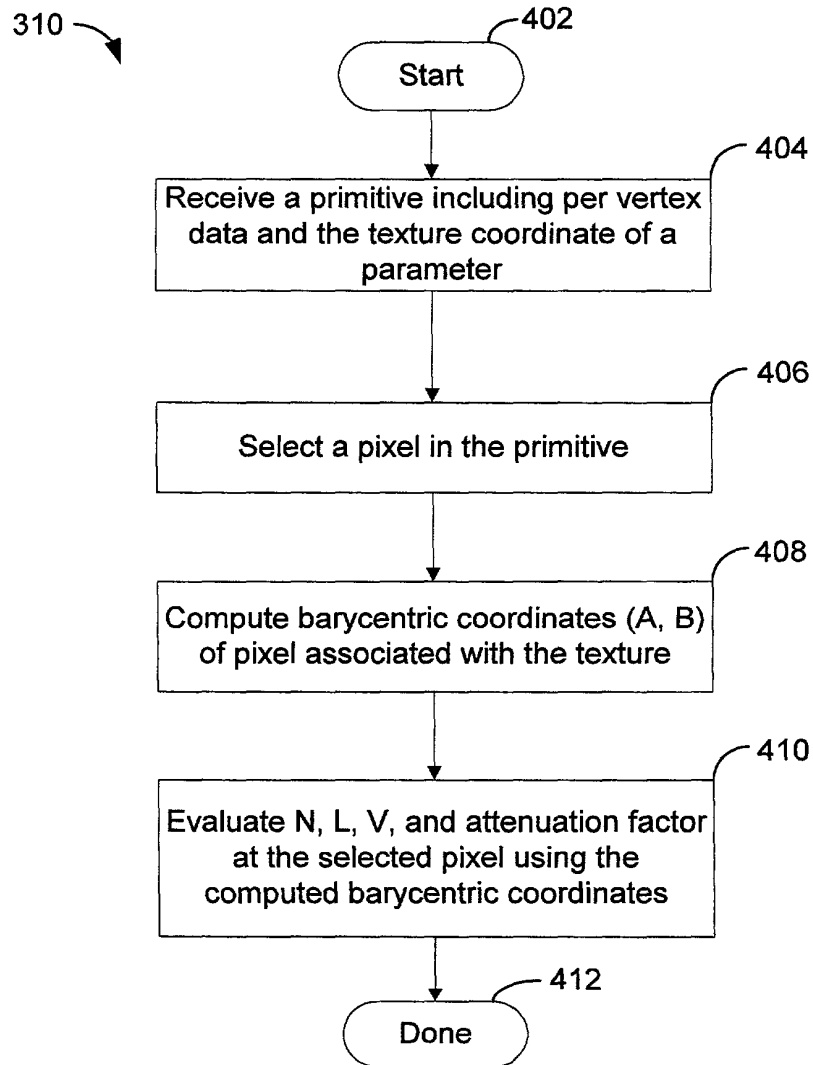 310
402
Start
404
Receive a primitive including per vertex
data and the texture coordinate of a
parameter
406
Select a pixel in the primitive
408
Compute barycentric coordinates (A, B)
of pixel associated with the texture
410
Evaluate N, L, V, and attenuation factor
at the selected pixel using the
computed barycentric coordinates
412
Done